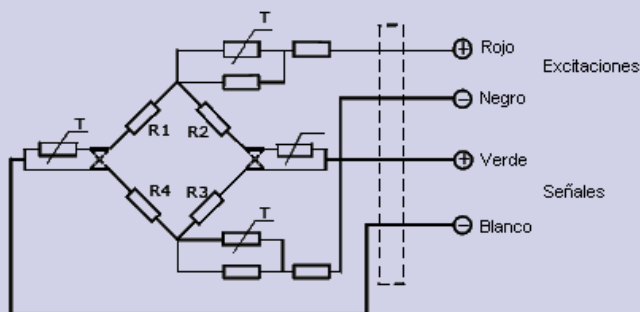 T
+ Rojo
Excitaciones
- Negro
T
R1
R2
+ Verde
R4
R3
Señales
T
- Blanco